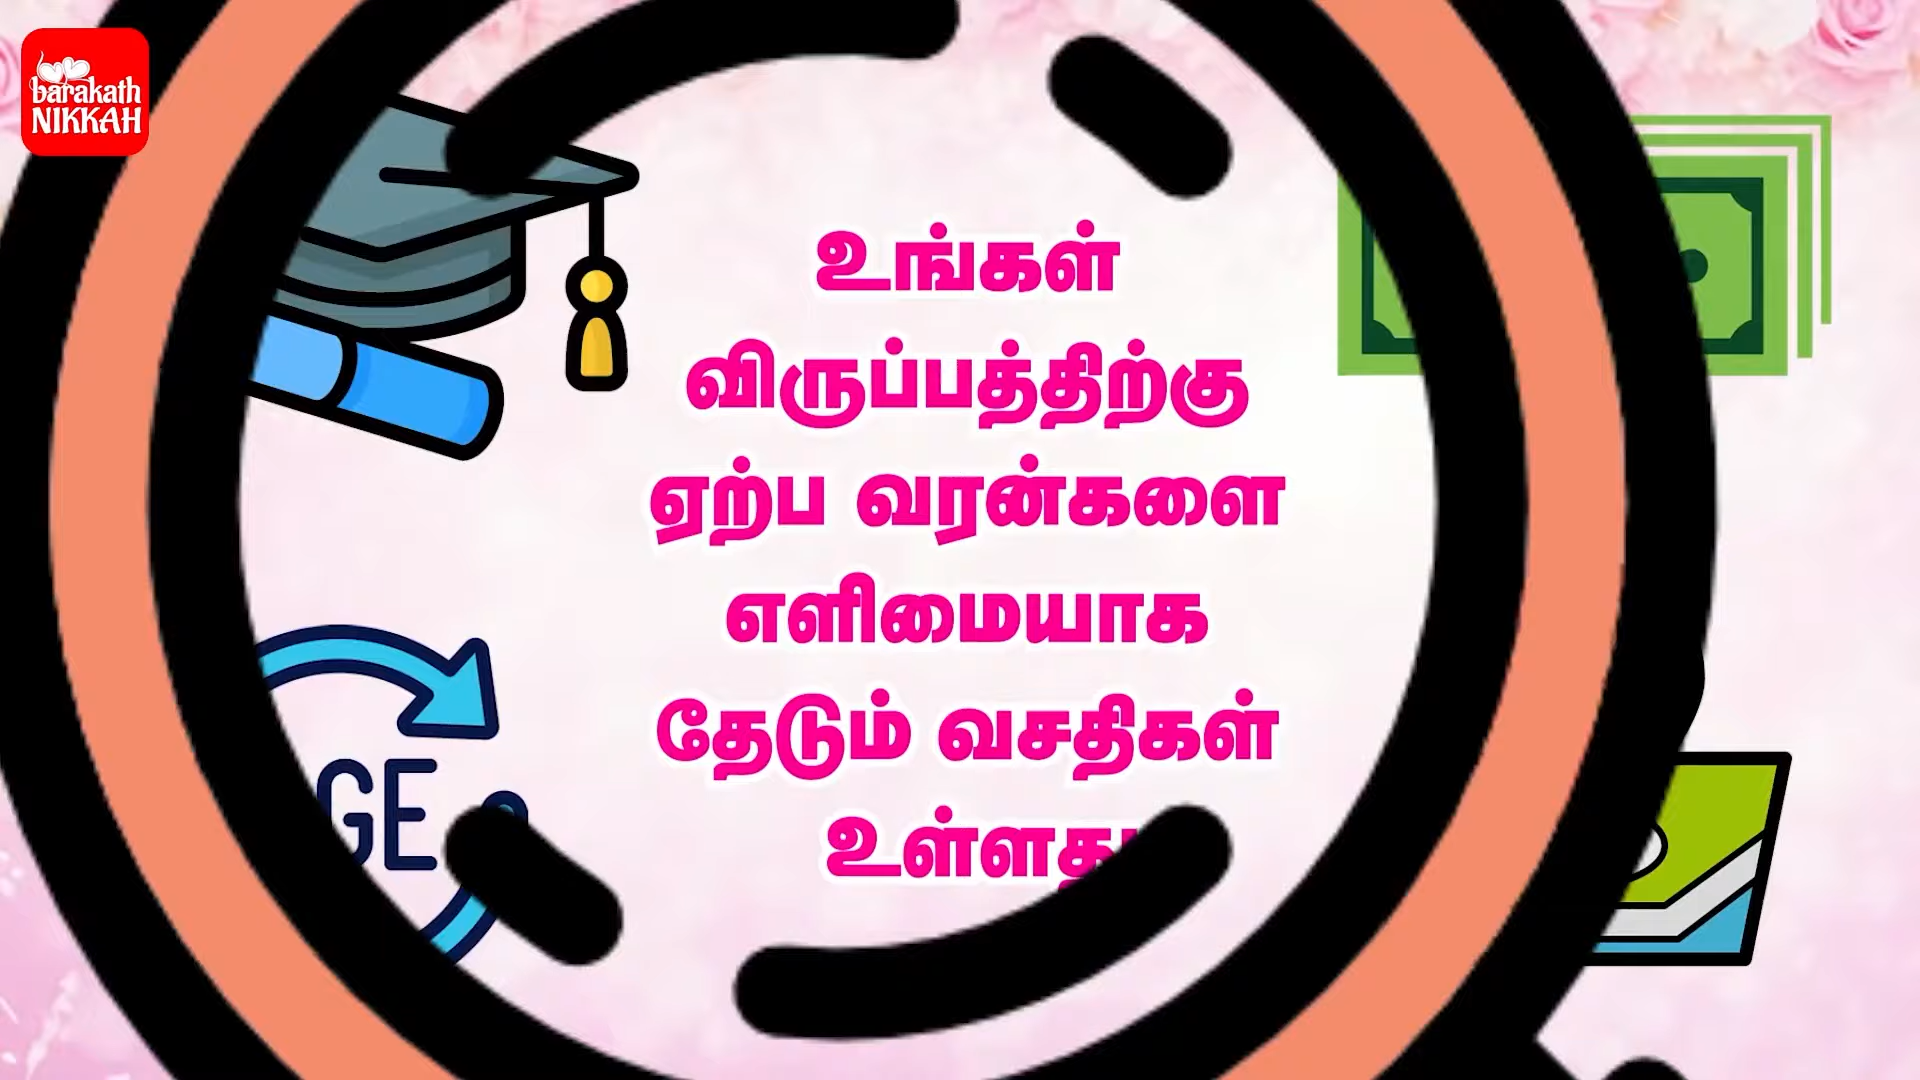 barakath
NIKKAH
உங்கள்
விருப்பத்திற்கு
ஏற்ப வரன்களை
எளிமையாக
தேடும் வசதிகள்